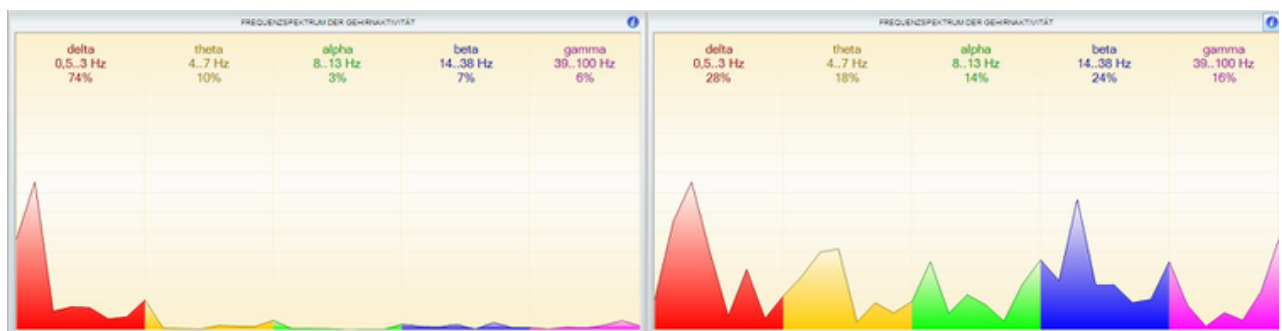 FREQUENZSPEKTRUM DER GEHIRNAKTIVITÄT
delta theta alpha beta gamma
0,5..3 Hz 4..7 Hz 8..13 Hz 14..38 Hz 39..100 Hz
74% 10% 3% 7% 6%
FREQUENZSPEKTRUM DER GEHIRNAKTIVITÄT
delta theta alpha beta gamma
0,5..3 Hz 4..7 Hz 8..13 Hz 14..38 Hz 39..100 Hz
28% 18% 14% 24% 16%